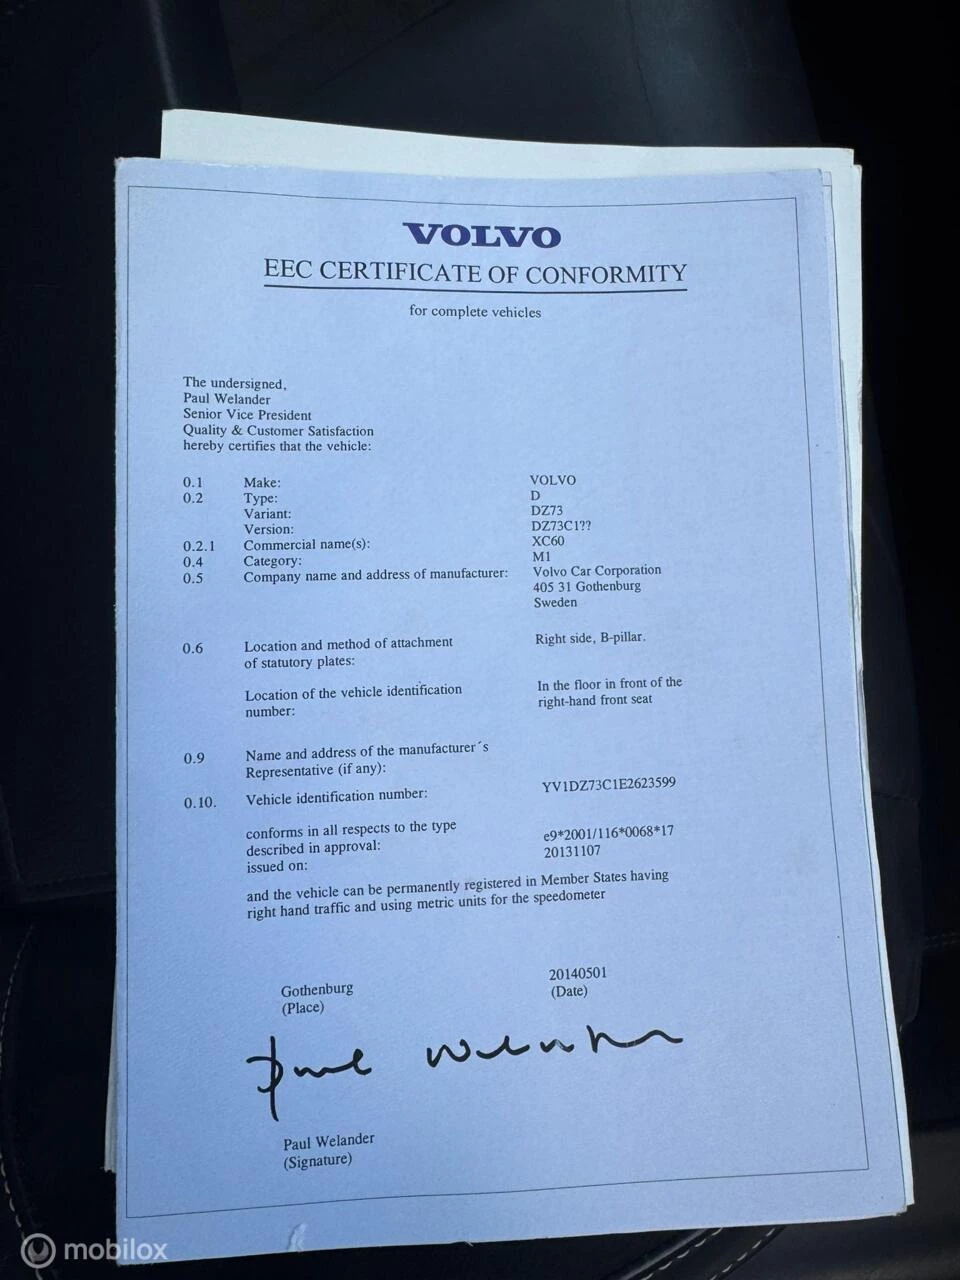 VOLVO
EEC CERTIFICATE OF CONFORMITY
for complete vehicles
The undersigned,
Paul Welander
Senior Vice President
Quality & Customer Satisfaction
hereby certifies that the vehicle:
0.1 Make: VOLVO
0.2 Type: D
Variant: DZ73
Version: DZ73C1??
0.2.1 Commercial name(s): XC60
0.4 Category: M1
0.5 Company name and address of manufacturer: Volvo Car Corporation
405 31 Gothenburg
Sweden
0.6 Location and method of attachment Right side, B-pillar.
of statutory plates:
Location of the vehicle identification In the floor in front of the
number: right-hand front seat
0.9 Name and address of the manufacturer´s
Representative (if any):
0.10. Vehicle identification number: YV1DZ73C1E2623599
conforms in all respects to the type e9*2001/116*0068*17
described in approval: 20131107
issued on:
and the vehicle can be permanently registered in Member States having
right hand traffic and using metric units for the speedometer
Gothenburg 20140501
(Place) (Date)
Paul Welander
Paul Welander
(Signature)
mobilox